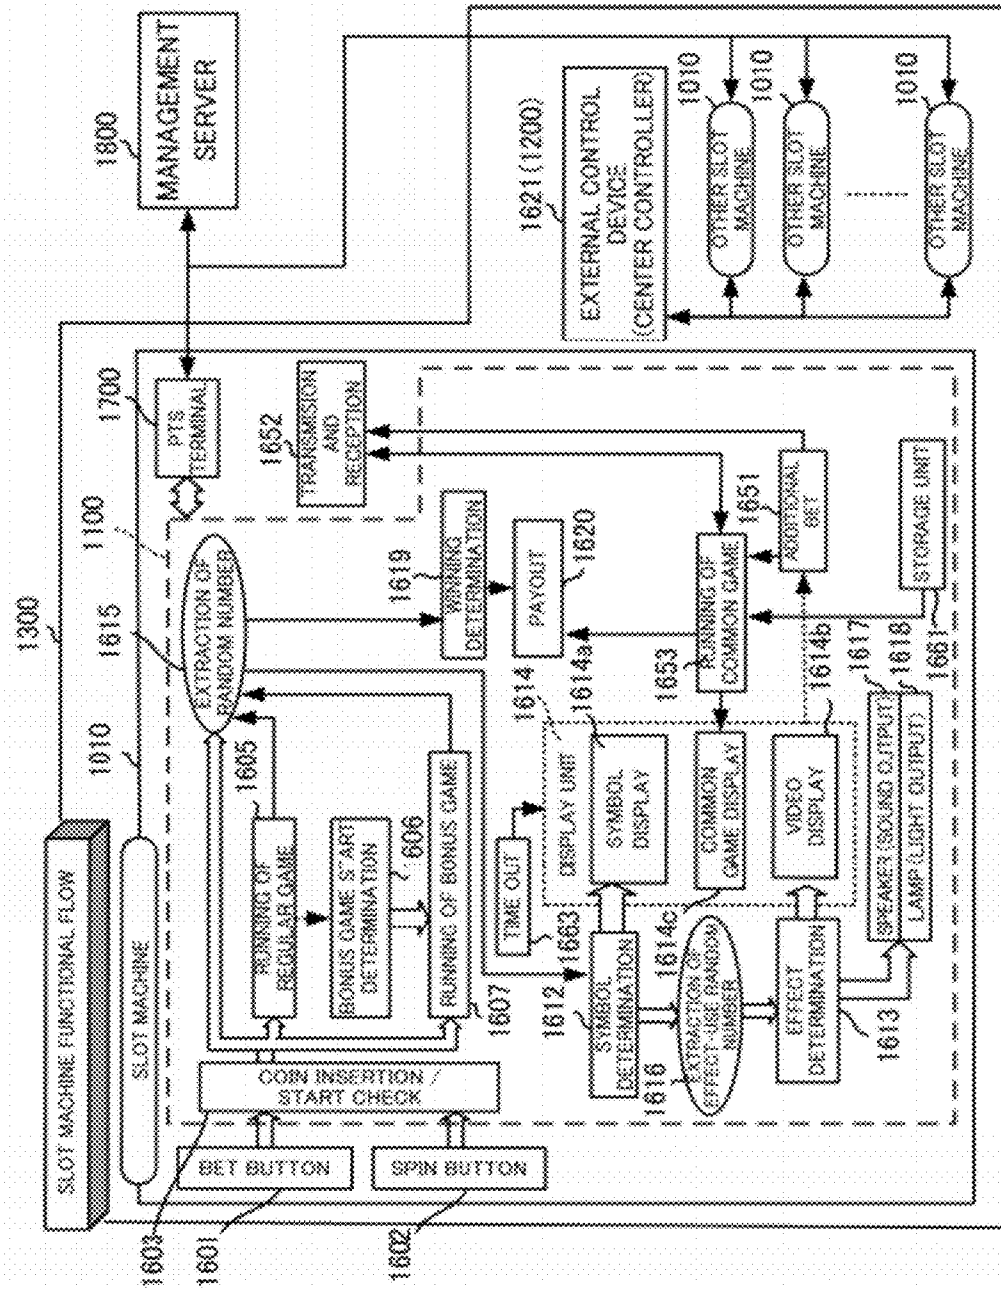 SLOT MACHINE FUNCTIONAL FLOW
1300
SLOT MACHINE
1010
1100
1700
PTS
TERMINAL
1800
MANAGEMENT
SERVER
1603
BET BUTTON
1601
SPIN BUTTON
1602
COIN INSERTION /
START CHECK
RUNNING OF
REGULAR GAME
1605
BONUS GAME START
DETERMINATION
606
RUNNING OF BONUS GAME
1607
EXTRACTION OF
RANDOM NUMBER
1615
WINNING
DETERMINATION
1619
PAYOUT
1620
TRANSMISION
AND
RECEPTION
1652
TIME OUT
1663
DISPLAY UNIT
1614
SYMBOL
DISPLAY
1614a
COMMON
GAME DISPLAY
1614c
VIDEO
DISPLAY
1614b
SYMBOL
DETERMINATION
1612
EXTRACTION OF
EFFECT-USE RANDOM
NUMBER
1616
EFFECT
DETERMINATION
1613
SPEAKER (SOUND OUTPUT)
1617
LAMP (LIGHT OUTPUT)
1618
RUNNING OF
COMMON GAME
1653
ADDITIONAL
BET
1651
STORAGE UNIT
1661
1621(1200)
EXTERNAL CONTROL
DEVICE
(CENTER CONTROLLER)
OTHER SLOT
MACHINE
1010
OTHER SLOT
MACHINE
1010
OTHER SLOT
MACHINE
1010